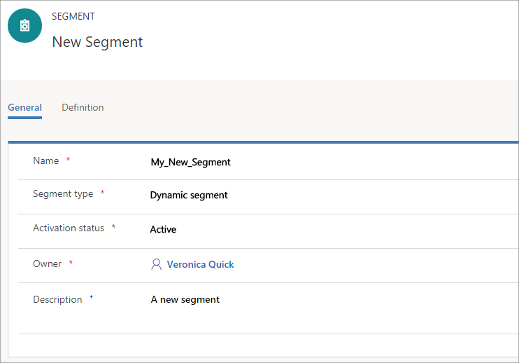 SEGMENT
New Segment
General Definition
Name * My_New_Segment
Segment type * Dynamic segment
Activation status * Active
Owner * Veronica Quick
Description + A new segment